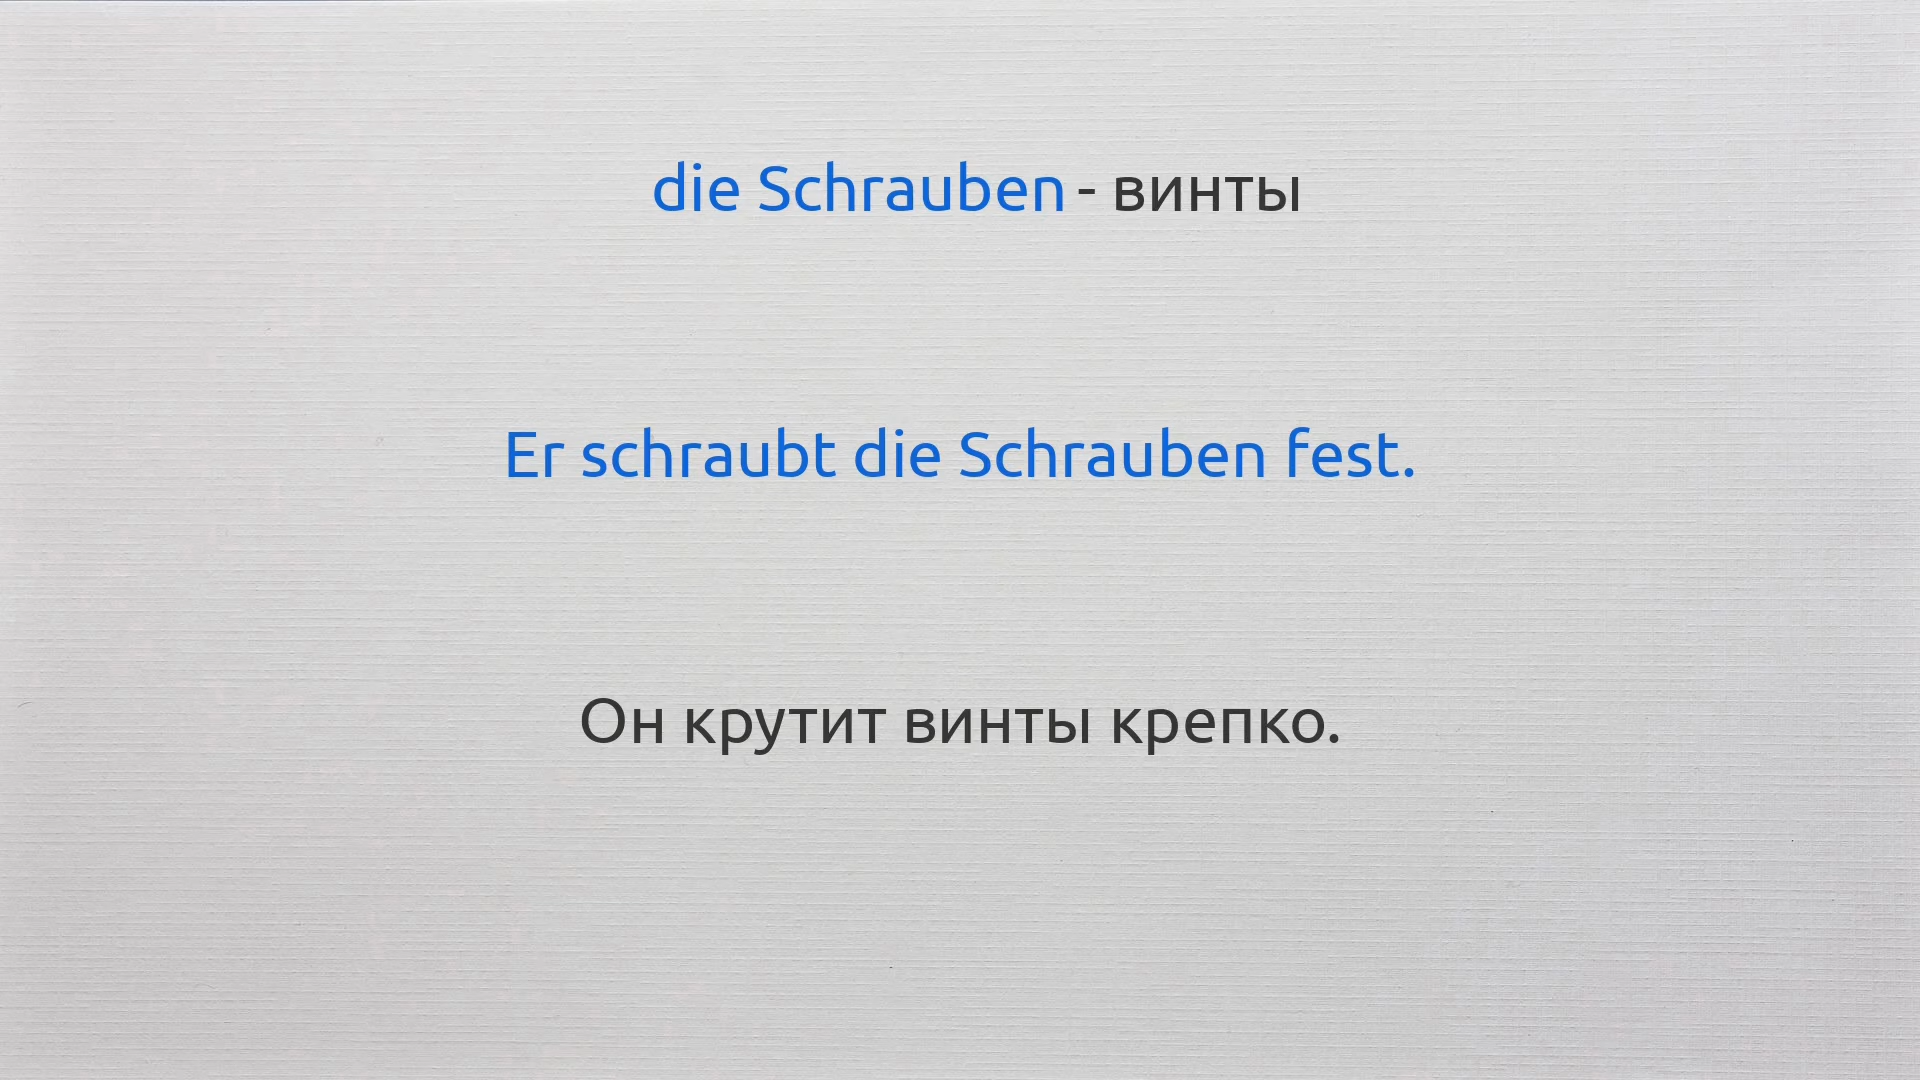 die Schrauben - винты
Er schraubt die Schrauben fest.
Он крутит винты крепко.